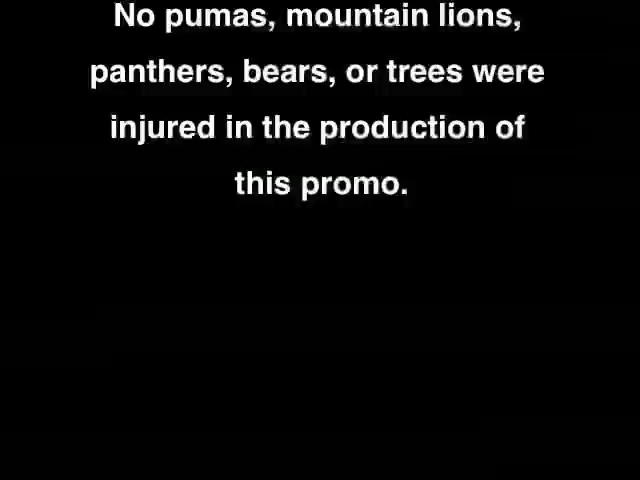 No pumas, mountain lions,
panthers, bears, or trees were
injured in the production of
this promo.